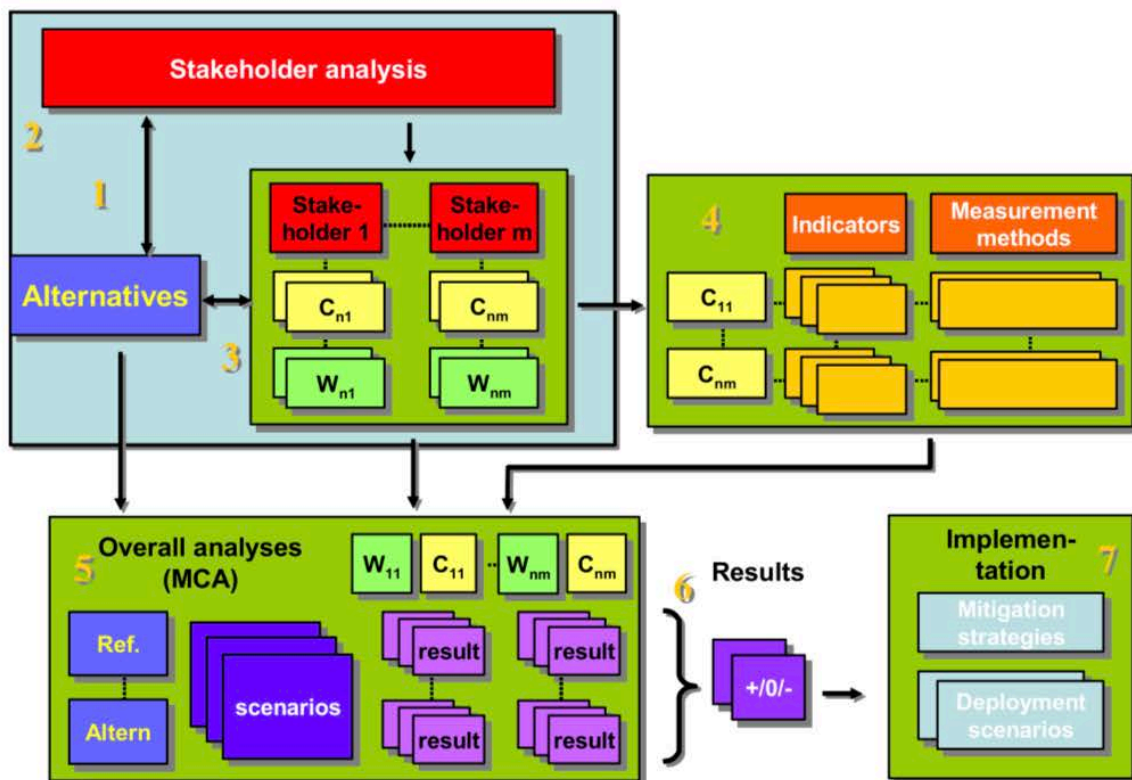 Stakeholder analysis
2
1
Stake-
holder 1
Stake-
holder m
Alternatives
3
Cn1
Cnm
Wn1
Wnm
4
Indicators
Measurement
methods
C11
Cnm
5
Overall analyses
(MCA)
W11
C11
Wnm
Cnm
Ref.
Altern
scenarios
result
result
result
result
6
Results
+/0/-
Implemen-
tation
7
Mitigation
strategies
Deployment
scenarios